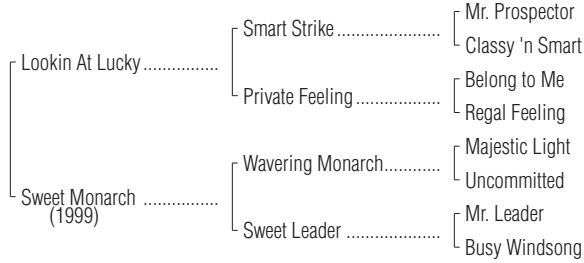 Mr. Prospector
Smart Strike ......................
Classy 'n Smart
Lookin At Lucky ................
Belong to Me
Private Feeling ..................
Regal Feeling
Majestic Light
Wavering Monarch............
Uncommitted
Sweet Monarch ................
(1999)
Mr. Leader
Sweet Leader ....................
Busy Windsong